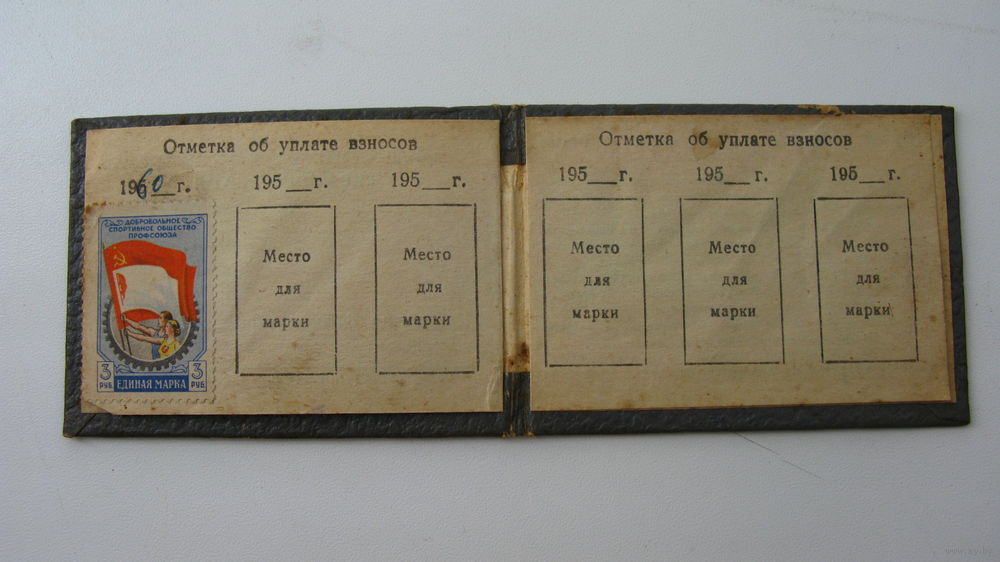 Отметка об уплате взносов
1960 г.
195__г.
195__г.
ДОБРОВОЛЬНОЕ
СПОРТИВНОЕ ОБЩЕСТВО
ПРОФСОЮЗА
3 РУБ. ЕДИНАЯ МАРКА 3 РУБ.
Место
для
марки
Место
для
марки
Отметка об уплате взносов
195__г.
195__г.
195__г.
Место
для
марки
Место
для
марки
Место
для
марки